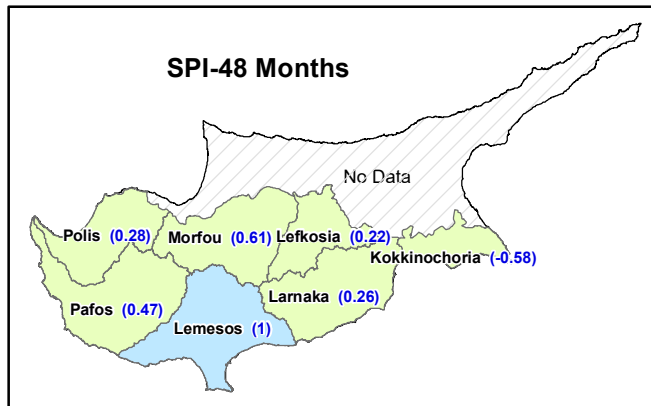 SPI-48 Months
No Data
Polis (0.28)
Morfou (0.61)
Lefkosia (0.22)
Kokkinochoria (-0.58)
Pafos (0.47)
Larnaka (0.26)
Lemesos (1)